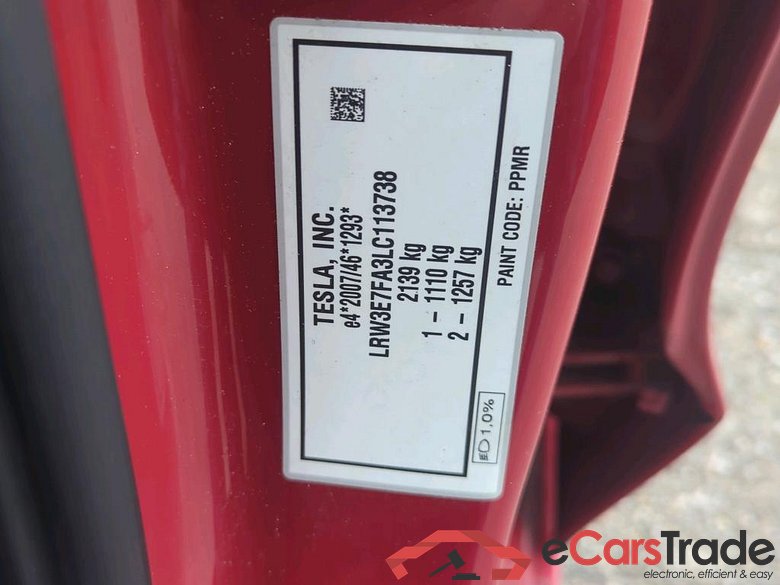 TESLA, INC.
e4*2007/46*1293*
LRW3E7FA3LC113738
2139 kg
1 - 1110 kg
2 - 1257 kg
PAINT CODE: PPMR
1,0%
eCarsTrade
electronic, efficient & easy